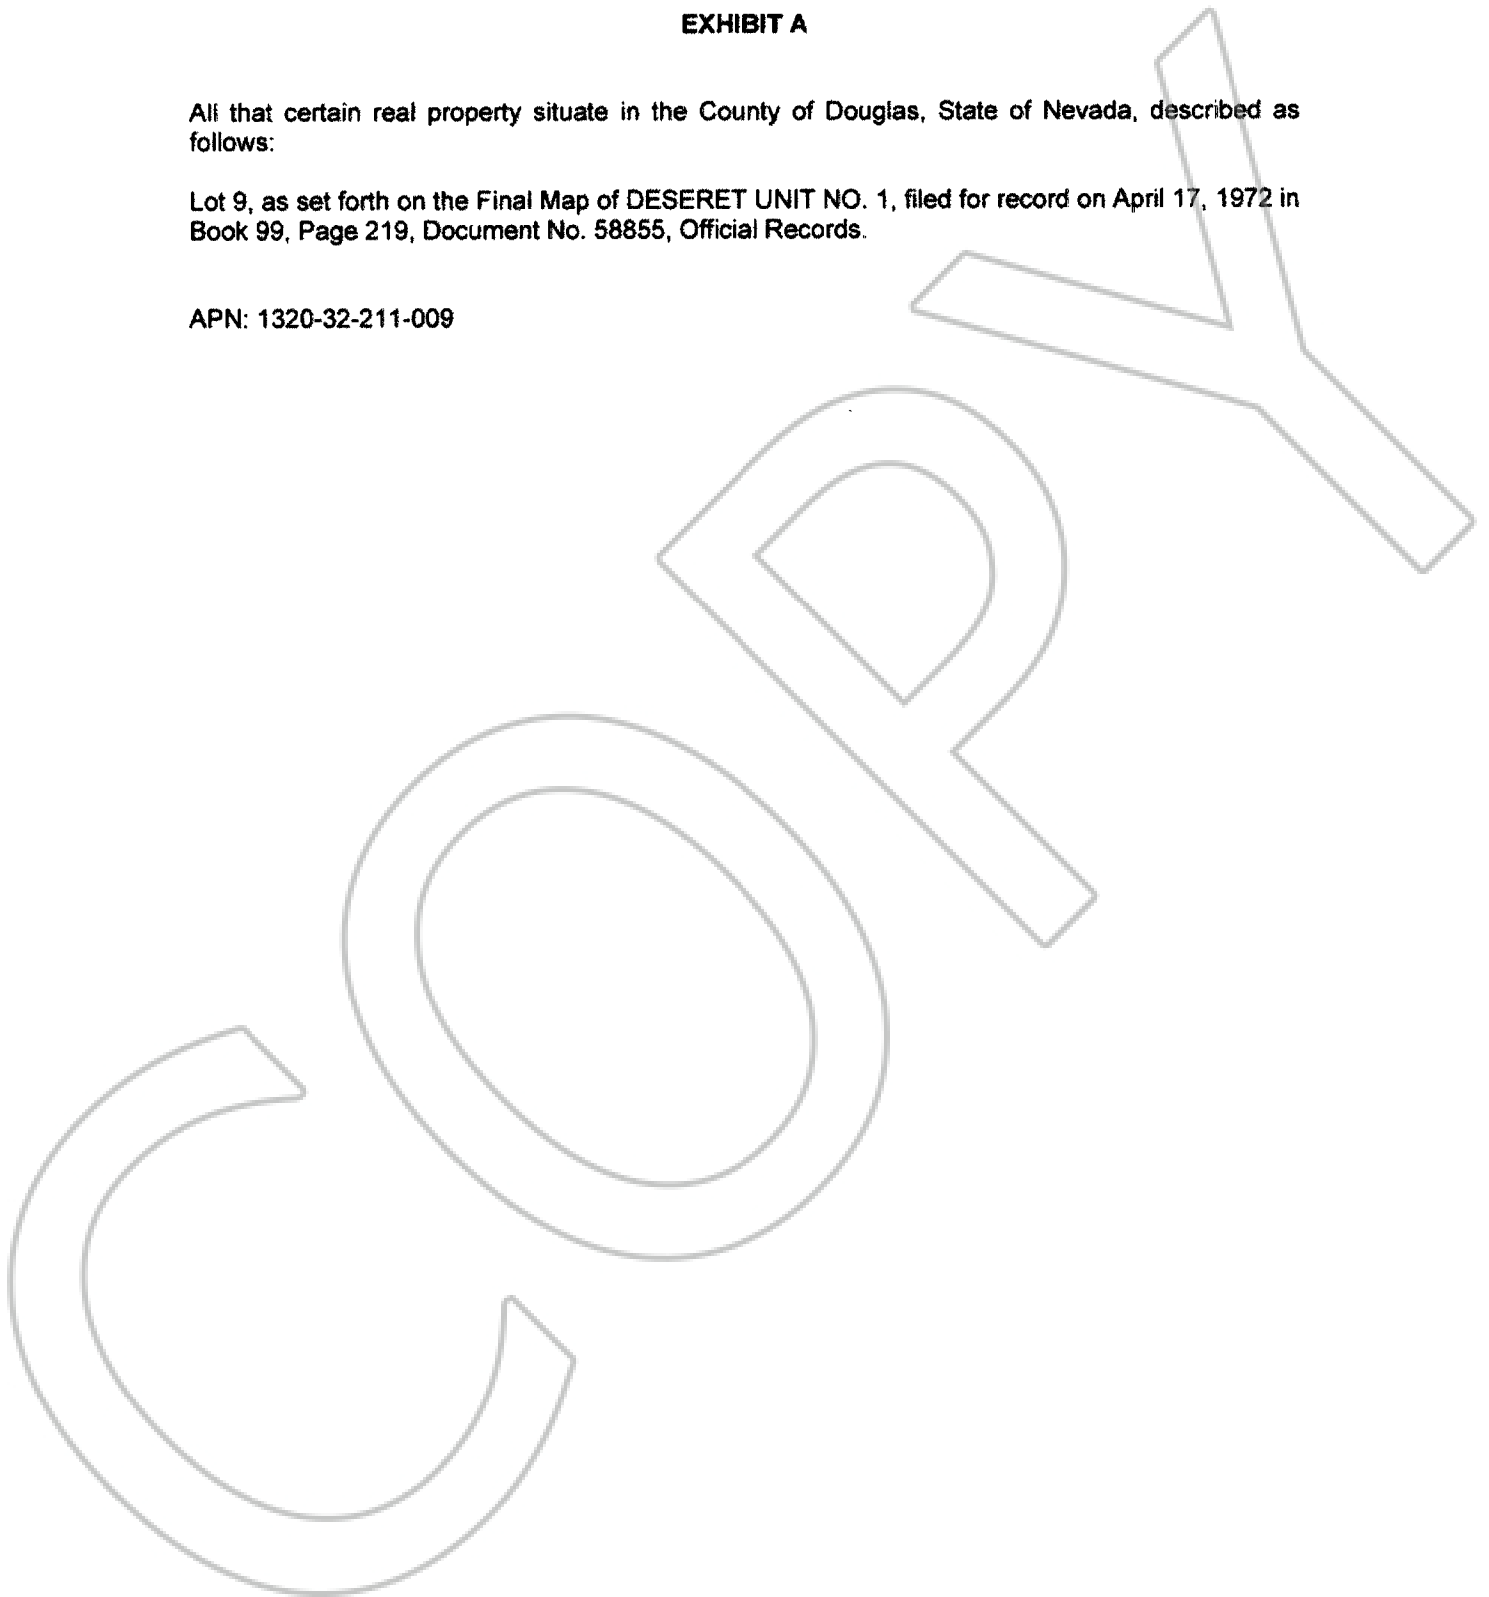 EXHIBIT A
All that certain real property situate in the County of Douglas, State of Nevada, described as
follows:
Lot 9, as set forth on the Final Map of DESERET UNIT NO. 1, filed for record on April 17, 1972 in
Book 99, Page 219, Document No. 58855, Official Records.
APN: 1320-32-211-009
COPY